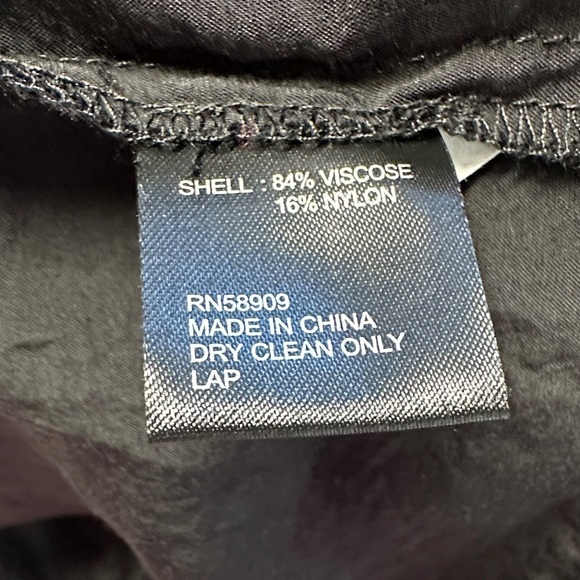 SHELL : 84% VISCOSE
16% NYLON
RN58909
MADE IN CHINA
DRY CLEAN ONLY
LAP